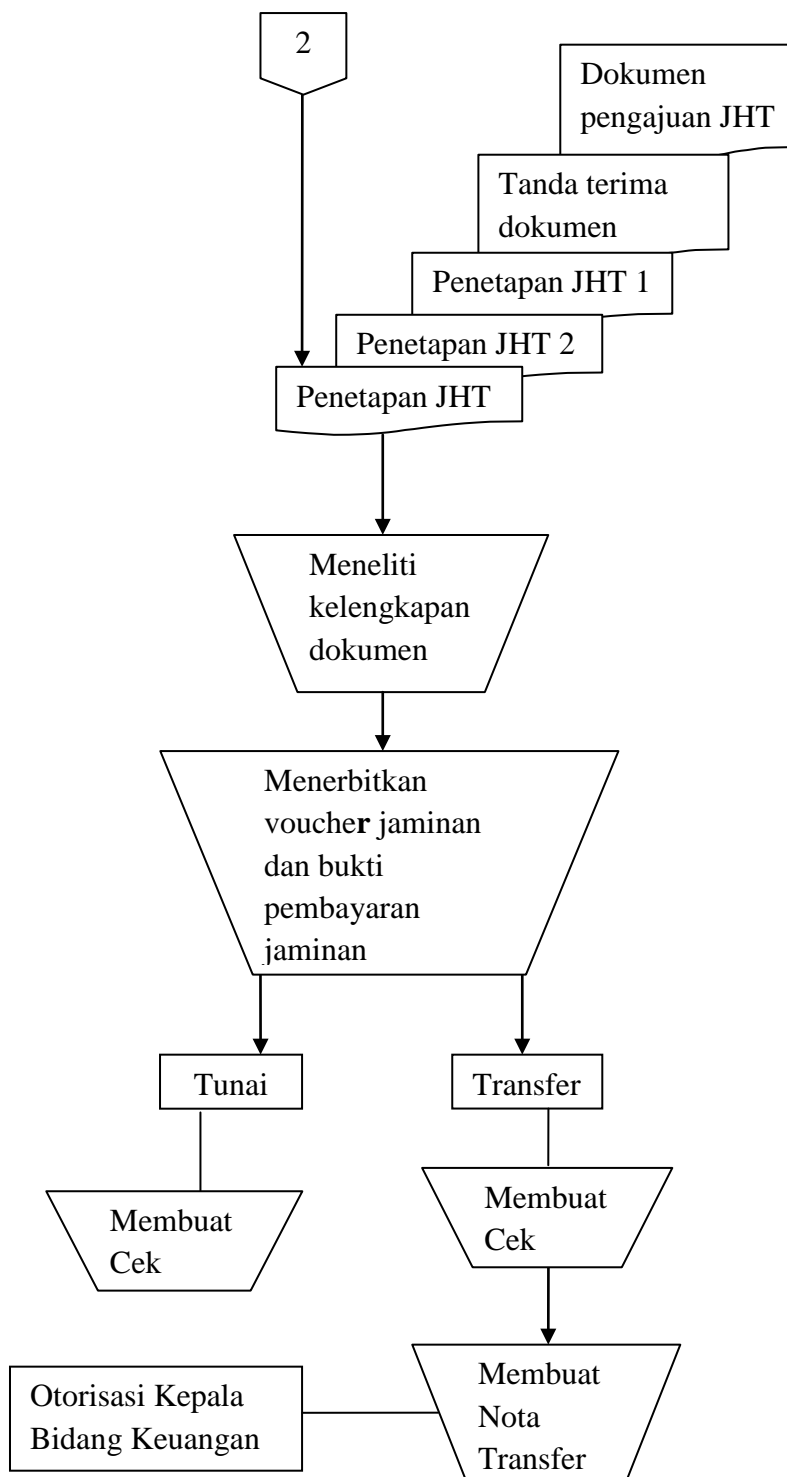 2
Dokumen
pengajuan JHT
Tanda terima
dokumen
Penetapan JHT 1
Penetapan JHT 2
Penetapan JHT
Meneliti
kelengkapan
dokumen
Menerbitkan
voucher jaminan
dan bukti
pembayaran
jaminan
Tunai
Transfer
Membuat
Cek
Membuat
Cek
Otorisasi Kepala
Bidang Keuangan
Membuat
Nota
Transfer